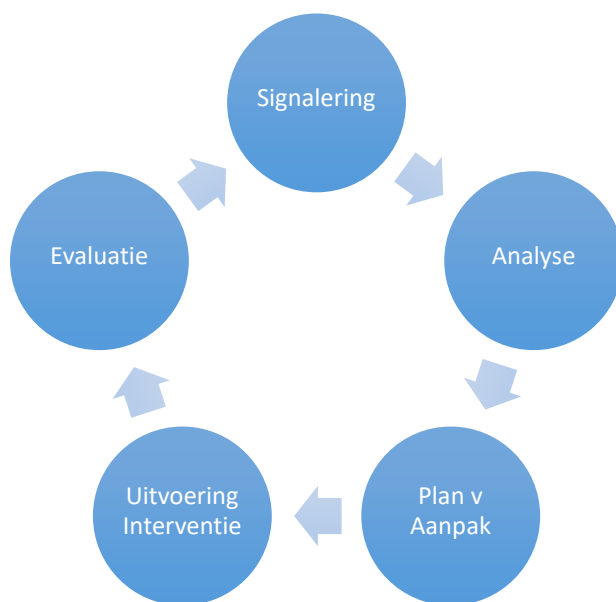 Signalering
Analyse
Plan v
Aanpak
Uitvoering
Interventie
Evaluatie